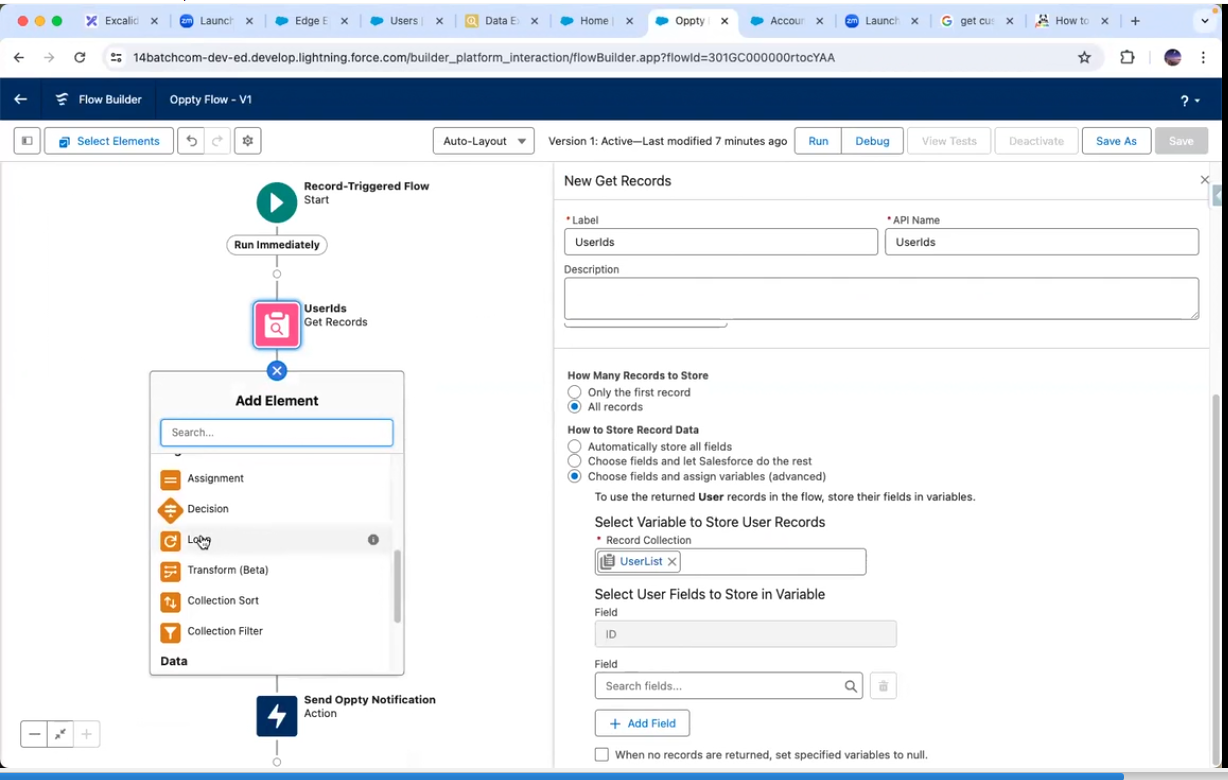 Excalid
Launch
Edge E
Users |
Data E
Home |
Oppty
Accour
Launch
get cus
How to
14batchcom-dev-ed.develop.lightning.force.com/builder_platform_interaction/flowBuilder.app?flowId=301GC000000rtocYAA
Flow Builder Oppty Flow - V1 ?
Select Elements Auto-Layout Version 1: Active—Last modified 7 minutes ago Run Debug View Tests Deactivate Save As Save
Record-Triggered Flow
Start
Run Immediately
UserIds
Get Records
Add Element
Search...
Assignment
Decision
Transform (Beta)
Collection Sort
Collection Filter
Data
Send Oppty Notification
Action
New Get Records
* Label
UserIds
* API Name
UserIds
Description
How Many Records to Store
Only the first record
All records
How to Store Record Data
Automatically store all fields
Choose fields and let Salesforce do the rest
Choose fields and assign variables (advanced)
To use the returned User records in the flow, store their fields in variables.
Select Variable to Store User Records
* Record Collection
UserList
Select User Fields to Store in Variable
Field
ID
Field
Search fields...
+ Add Field
When no records are returned, set specified variables to null.